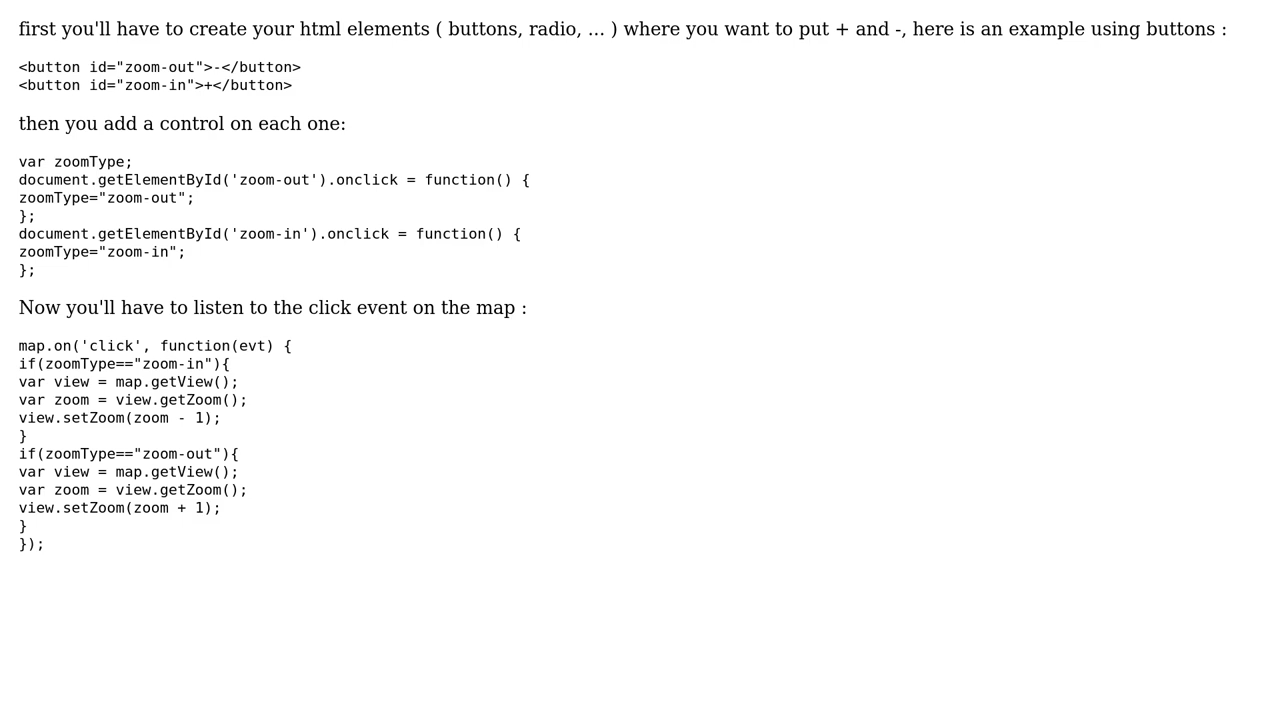 first you'll have to create your html elements ( buttons, radio, ... ) where you want to put + and -, here is an example using buttons :
<button id="zoom-out">-</button>
<button id="zoom-in">+</button>
then you add a control on each one:
var zoomType;
document.getElementById('zoom-out').onclick = function() {
zoomType="zoom-out";
};
document.getElementById('zoom-in').onclick = function() {
zoomType="zoom-in";
};
Now you'll have to listen to the click event on the map :
map.on('click', function(evt) {
if(zoomType=="zoom-in"){
var view = map.getView();
var zoom = view.getZoom();
view.setZoom(zoom - 1);
}
if(zoomType=="zoom-out"){
var view = map.getView();
var zoom = view.getZoom();
view.setZoom(zoom + 1);
}
});